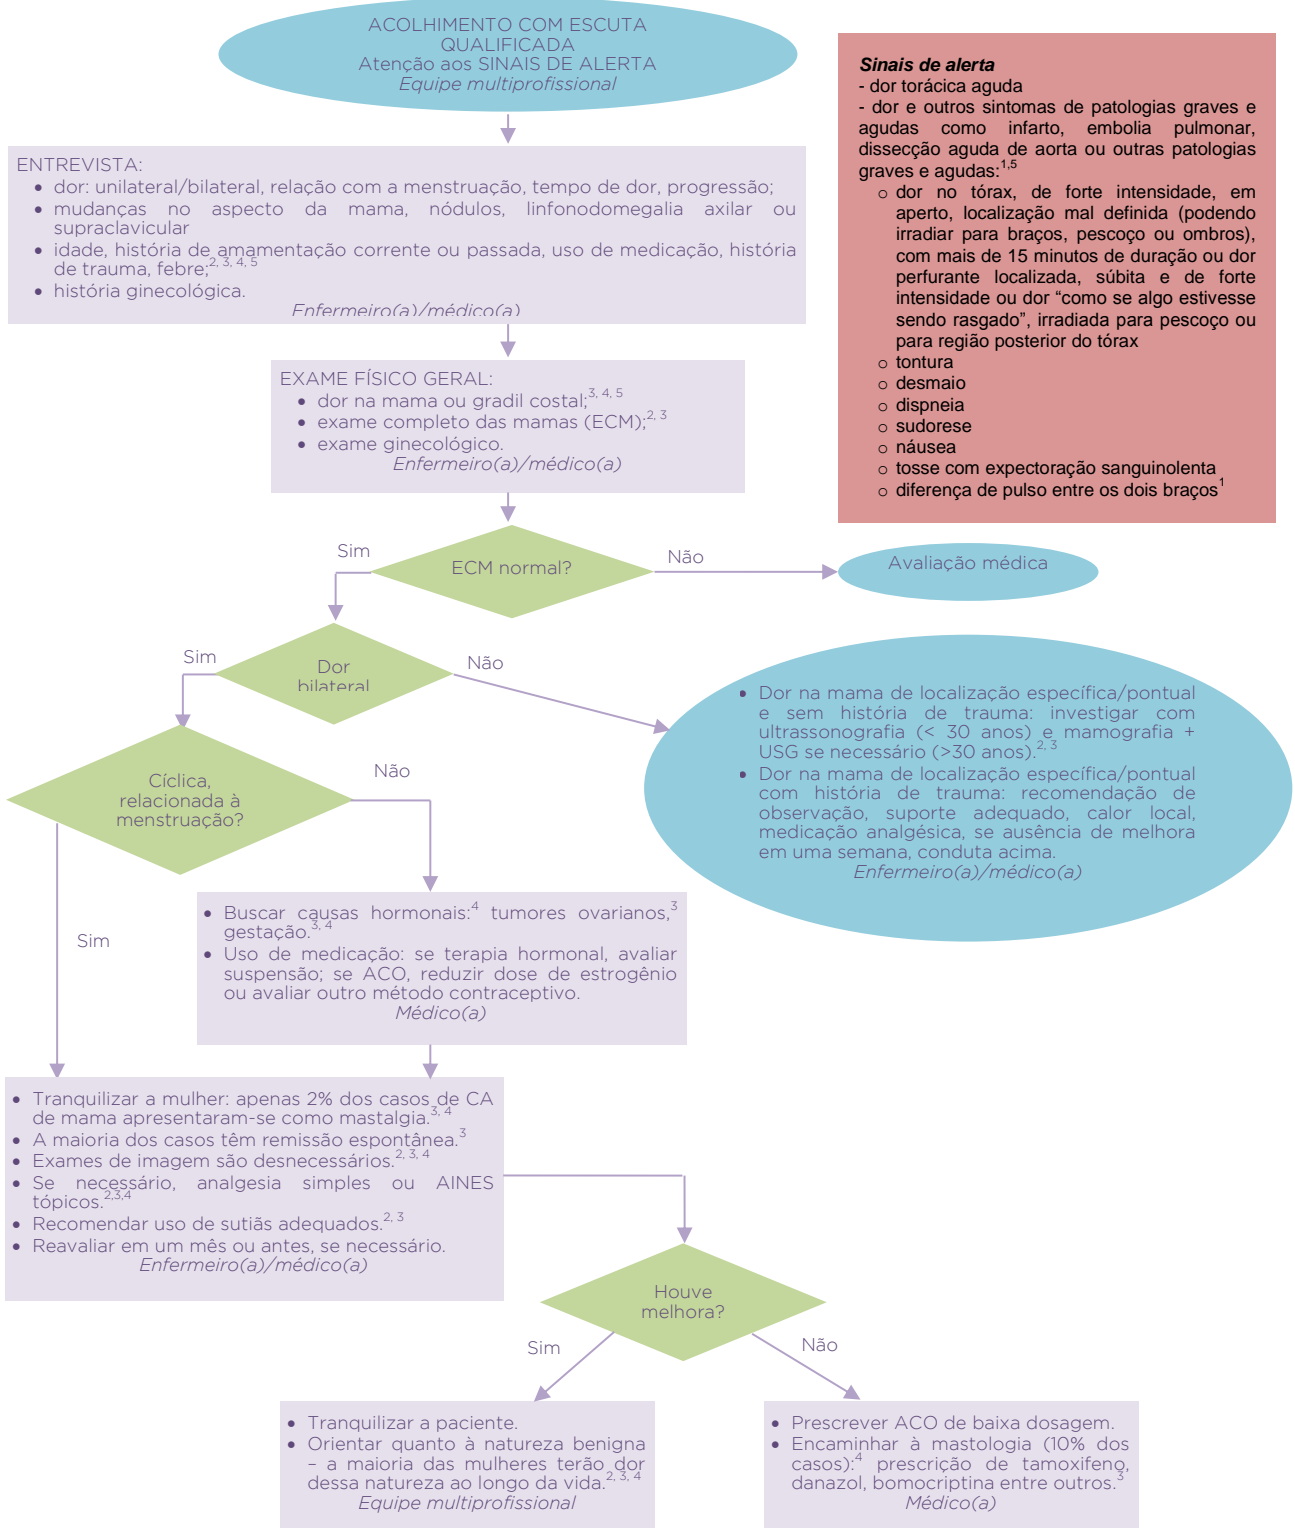 ACOLHIMENTO COM ESCUTA
QUALIFICADA
Atenção aos SINAIS DE ALERTA
Equipe multiprofissional
Sinais de alerta
- dor torácica aguda
- dor e outros sintomas de patologias graves e
agudas como infarto, embolia pulmonar,
dissecção aguda de aorta ou outras patologias
graves e agudas:1,5
o dor no tórax, de forte intensidade, em
aperto, localização mal definida (podendo
irradiar para braços, pescoço ou ombros),
com mais de 15 minutos de duração ou dor
perfurante localizada, súbita e de forte
intensidade ou dor “como se algo estivesse
sendo rasgado”, irradiada para pescoço ou
para região posterior do tórax
o tontura
o desmaio
o dispneia
o sudorese
o náusea
o tosse com expectoração sanguinolenta
o diferença de pulso entre os dois braços1
ENTREVISTA:
• dor: unilateral/bilateral, relação com a menstruação, tempo de dor, progressão;
• mudanças no aspecto da mama, nódulos, linfonodomegalia axilar ou
supraclavicular
• idade, história de amamentação corrente ou passada, uso de medicação, história
de trauma, febre;2, 3, 4, 5
• história ginecológica.
Enfermeiro(a)/médico(a)
EXAME FÍSICO GERAL:
• dor na mama ou gradil costal;3, 4, 5
• exame completo das mamas (ECM);2, 3
• exame ginecológico.
Enfermeiro(a)/médico(a)
Sim
ECM normal?
Não
Avaliação médica
Sim
Dor
bilateral
Não
• Dor na mama de localização específica/pontual
e sem história de trauma: investigar com
ultrassonografia (< 30 anos) e mamografia +
USG se necessário (>30 anos).2, 3
• Dor na mama de localização específica/pontual
com história de trauma: recomendação de
observação, suporte adequado, calor local,
medicação analgésica, se ausência de melhora
em uma semana, conduta acima.
Enfermeiro(a)/médico(a)
Cíclica,
relacionada à
menstruação?
Não
Sim
• Buscar causas hormonais:4 tumores ovarianos,3
gestação.3, 4
• Uso de medicação: se terapia hormonal, avaliar
suspensão; se ACO, reduzir dose de estrogênio
ou avaliar outro método contraceptivo.
Médico(a)
• Tranquilizar a mulher: apenas 2% dos casos de CA
de mama apresentaram-se como mastalgia.3, 4
• A maioria dos casos têm remissão espontânea.3
• Exames de imagem são desnecessários.2, 3, 4
• Se necessário, analgesia simples ou AINES
tópicos.2,3,4
• Recomendar uso de sutiãs adequados.2, 3
• Reavaliar em um mês ou antes, se necessário.
Enfermeiro(a)/médico(a)
Houve
melhora?
Sim
Não
• Tranquilizar a paciente.
• Orientar quanto à natureza benigna
– a maioria das mulheres terão dor
dessa natureza ao longo da vida.2, 3, 4
Equipe multiprofissional
• Prescrever ACO de baixa dosagem.
• Encaminhar à mastologia (10% dos
casos):4 prescrição de tamoxifeno,
danazol, bomocriptina entre outros.3
Médico(a)